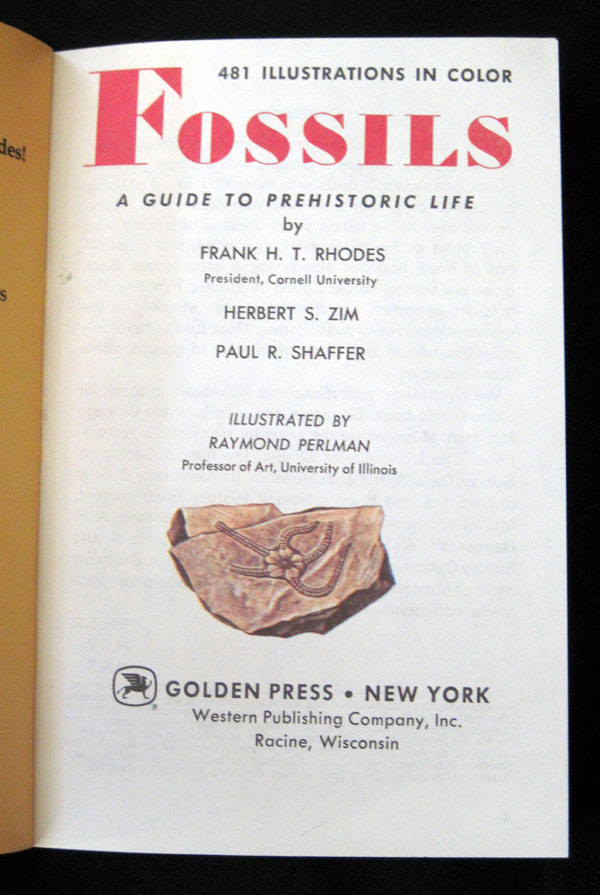 des!
s
481 ILLUSTRATIONS IN COLOR
FOSSILS
A GUIDE TO PREHISTORIC LIFE
by
FRANK H. T. RHODES
President, Cornell University
HERBERT S. ZIM
PAUL R. SHAFFER
ILLUSTRATED BY
RAYMOND PERLMAN
Professor of Art, University of Illinois
®
GOLDEN PRESS • NEW YORK
Western Publishing Company, Inc.
Racine, Wisconsin